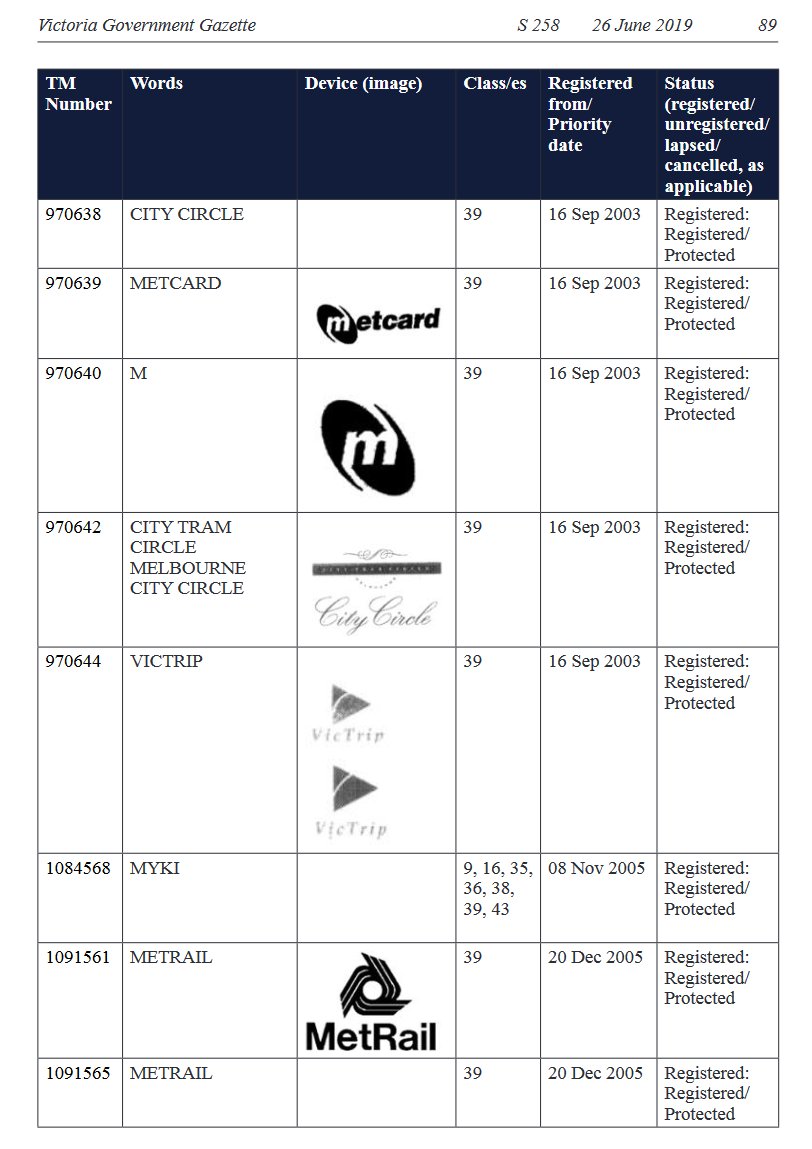 Victoria Government Gazette S 258 26 June 2019 89
TM Number Words Device (image) Class/es Registered from/ Priority date Status (registered/ unregistered/ lapsed/ cancelled, as applicable)
970638 CITY CIRCLE 39 16 Sep 2003 Registered: Registered/ Protected
970639 METCARD metcard 39 16 Sep 2003 Registered: Registered/ Protected
970640 M m 39 16 Sep 2003 Registered: Registered/ Protected
970642 CITY TRAM CIRCLE MELBOURNE CITY CIRCLE CITY TRAM CIRCLE City Circle 39 16 Sep 2003 Registered: Registered/ Protected
970644 VICTRIP VicTrip VicTrip 39 16 Sep 2003 Registered: Registered/ Protected
1084568 MYKI 9, 16, 35, 36, 38, 39, 43 08 Nov 2005 Registered: Registered/ Protected
1091561 METRAIL MetRail 39 20 Dec 2005 Registered: Registered/ Protected
1091565 METRAIL 39 20 Dec 2005 Registered: Registered/ Protected